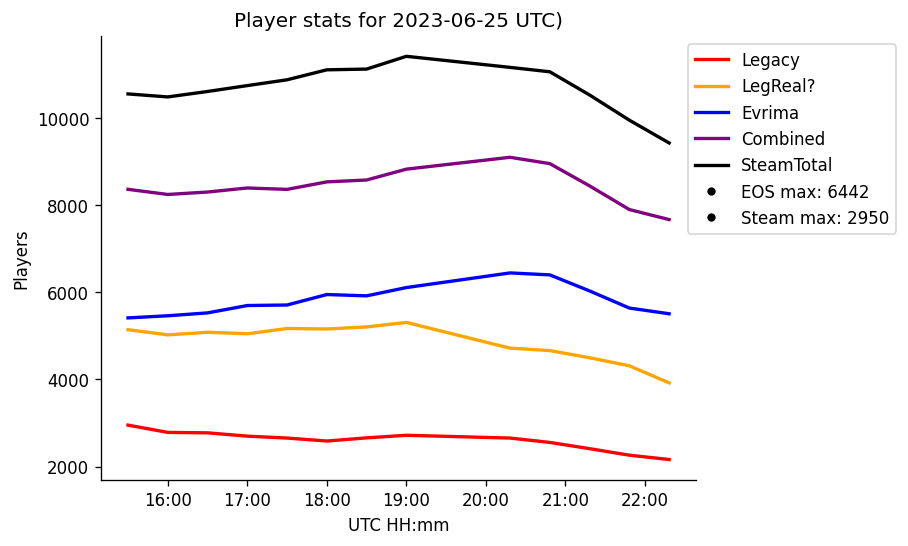 Player stats for 2023-06-25 UTC)
Legacy
LegReal?
Evrima
Combined
SteamTotal
EOS max: 6442
Steam max: 2950
Players
10000
8000
6000
4000
2000
16:00 17:00 18:00 19:00 20:00 21:00 22:00
UTC HH:mm